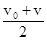 v₀ + v
2